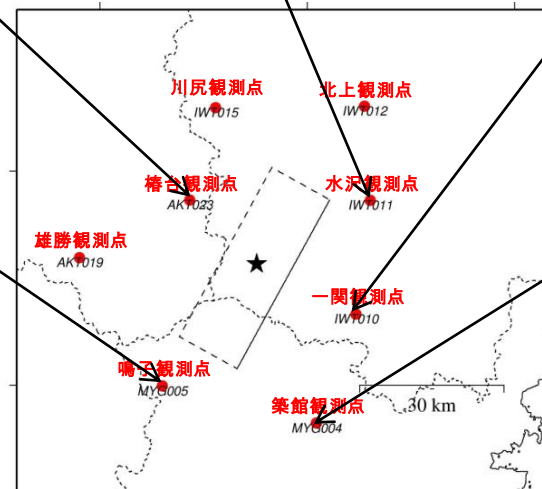 川尻観測点
IWT015
北上観測点
IWT012
椿台観測点
AKT023
水沢観測点
IWT011
雄勝観測点
AKT019
一関観測点
IWT010
鳴子観測点
MYG005
築館観測点
MYG004
30 km